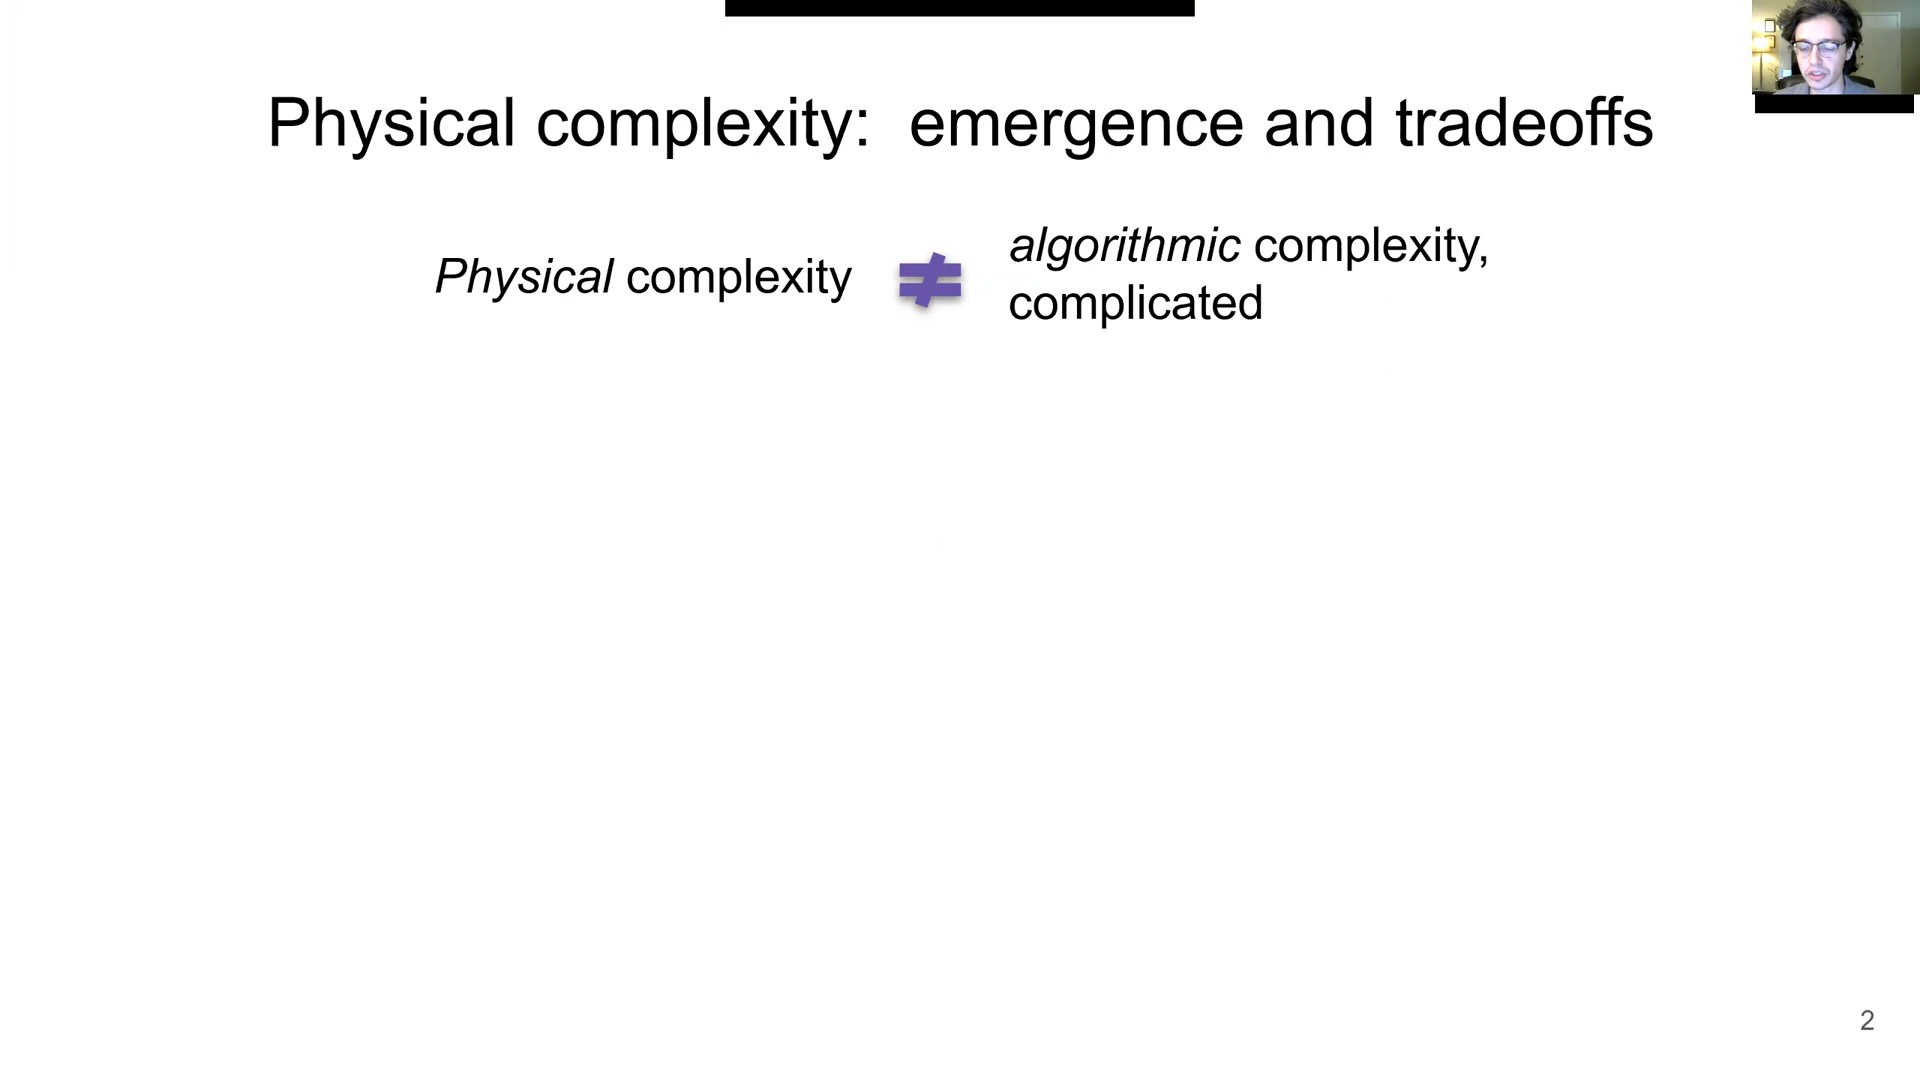 Physical complexity: emergence and tradeoffs
Physical complexity ≠ algorithmic complexity,
complicated
2